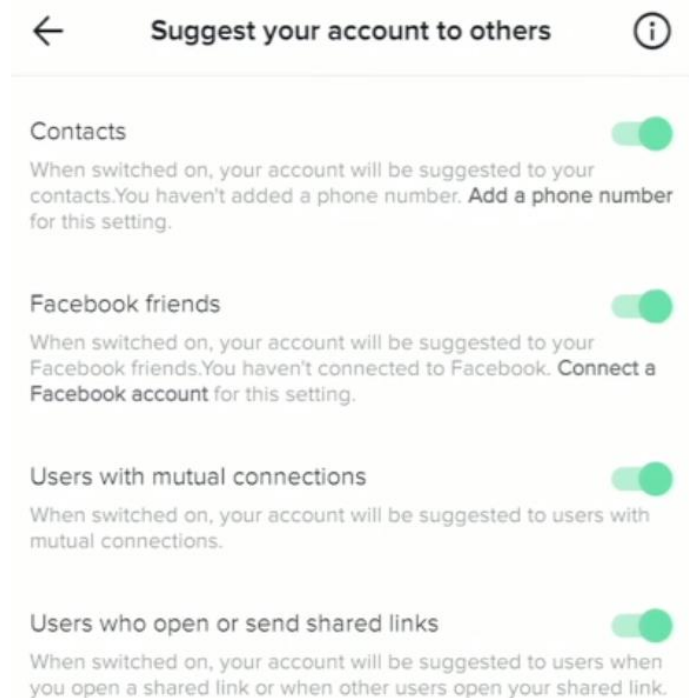 Suggest your account to others
Contacts
When switched on, your account will be suggested to your
contacts.You haven't added a phone number. Add a phone number
for this setting.
Facebook friends
When switched on, your account will be suggested to your
Facebook friends.You haven't connected to Facebook. Connect a
Facebook account for this setting.
Users with mutual connections
When switched on, your account will be suggested to users with
mutual connections.
Users who open or send shared links
When switched on, your account will be suggested to users when
you open a shared link or when other users open your shared link.